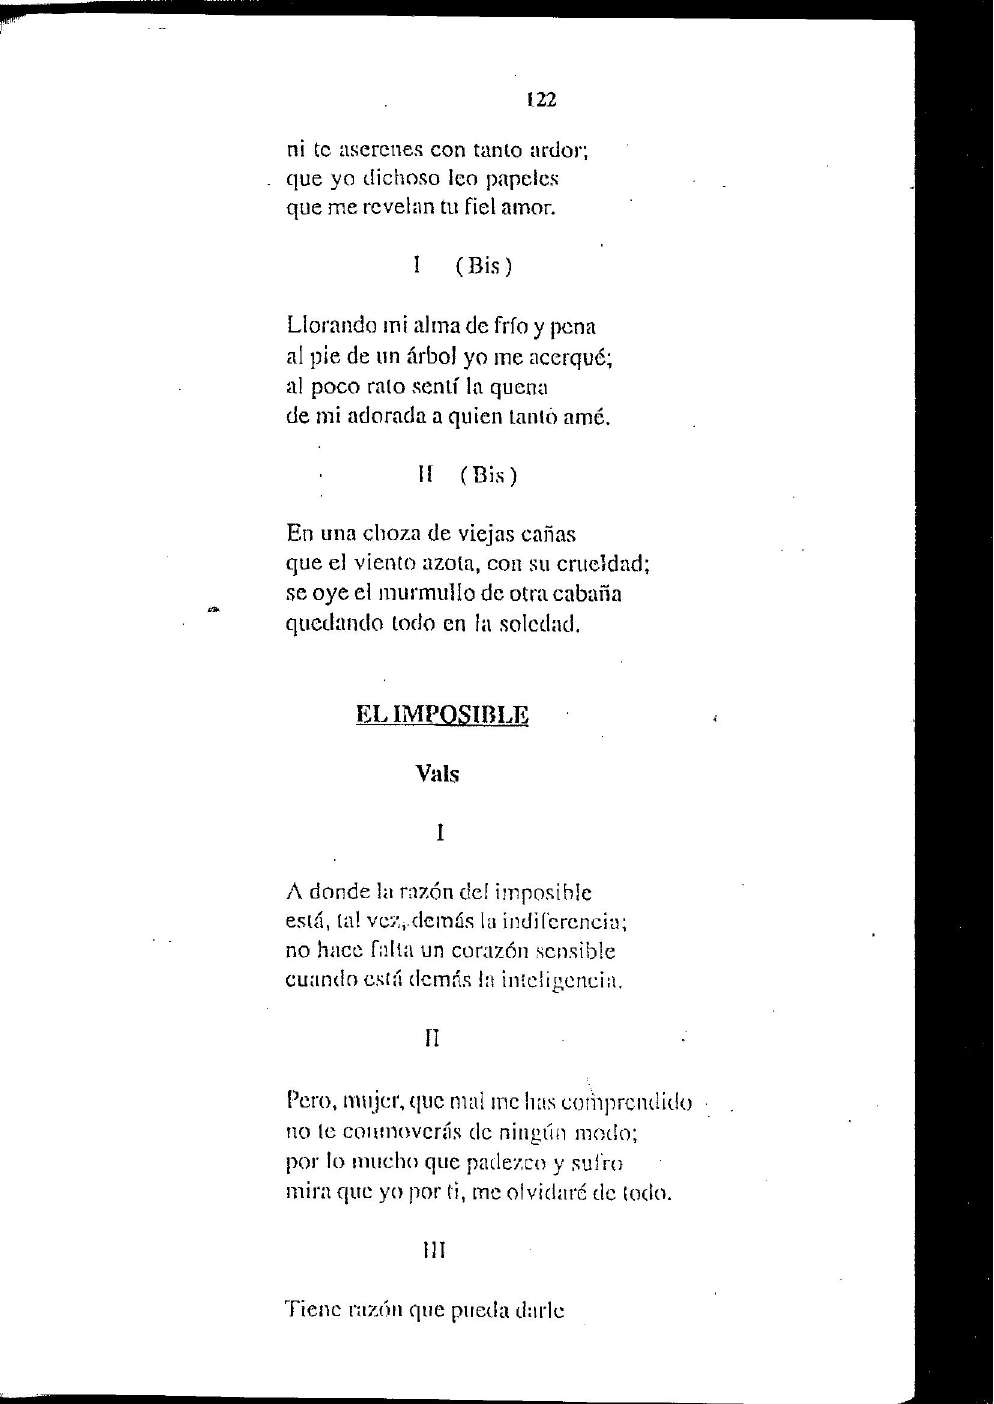 122
ni te aserenes con tanto ardor;
que yo dichoso leo papeles
que me revelan tu fiel amor.
I (Bis)
Llorando mi alma de frío y pena
al pie de un árbol yo me acerqué;
al poco rato sentí la quena
de mi adorada a quien tanto amé.
II (Bis)
En una choza de viejas cañas
que el viento azota, con su crueldad;
se oye el murmullo de otra cabaña
quedando todo en la soledad.
EL IMPOSIBLE
Vals
I
A donde la razón del imposible
está, tal vez, demás la indiferencia;
no hace falta un corazón sensible
cuando está demás la inteligencia.
II
Pero, mujer, que mal me has comprendido
no te conmoverás de ningún modo;
por lo mucho que padezco y sufro
mira que yo por ti, me olvidaré de todo.
III
Tiene razón que pueda darle